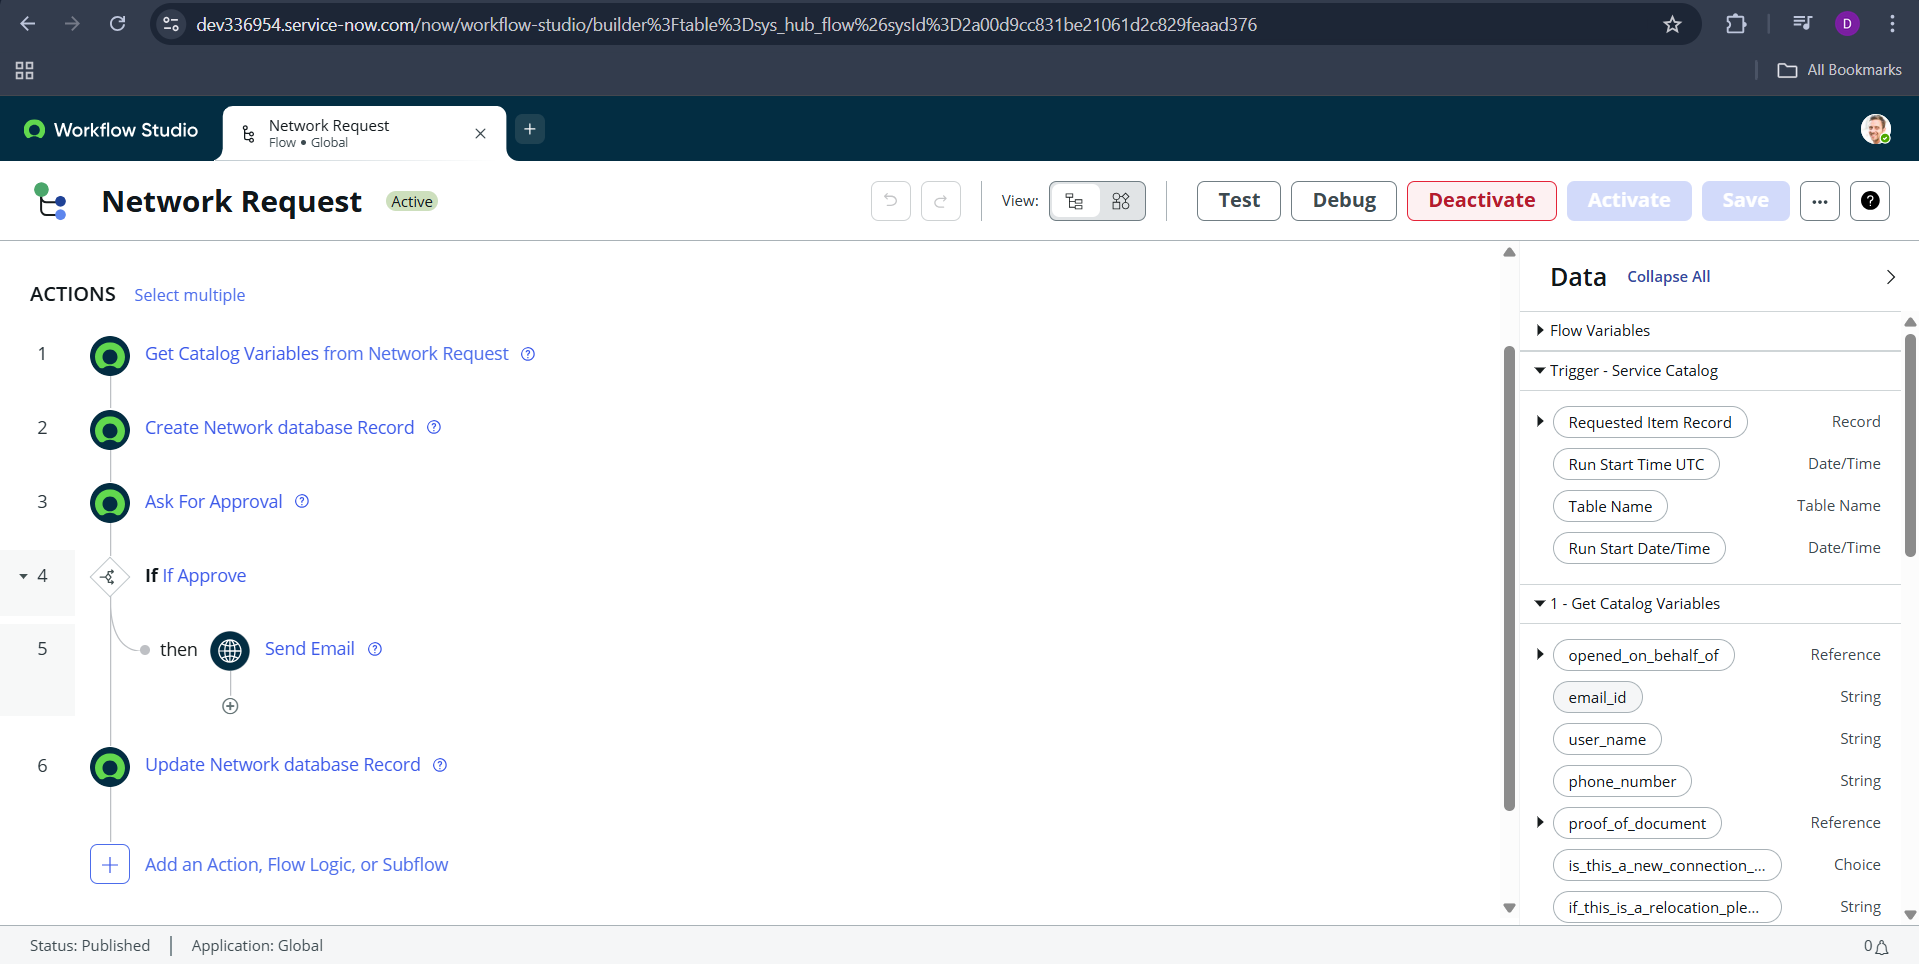 dev336954.service-now.com/now/workflow-studio/builder%3Ftable%3Dsys_hub_flow%26sysId%3D2a00d9cc831be21061d2c829feaad376
D
All Bookmarks
Workflow Studio
Network Request
Flow • Global
Network Request
Active
View:
Test
Debug
Deactivate
Activate
Save
...
?
ACTIONS
Select multiple
1
Get Catalog Variables from Network Request
2
Create Network database Record
3
Ask For Approval
4
If If Approve
5
then
Send Email
6
Update Network database Record
Add an Action, Flow Logic, or Subflow
Data
Collapse All
Flow Variables
Trigger - Service Catalog
Requested Item Record
Record
Run Start Time UTC
Date/Time
Table Name
Table Name
Run Start Date/Time
Date/Time
1 - Get Catalog Variables
opened_on_behalf_of
Reference
email_id
String
user_name
String
phone_number
String
proof_of_document
Reference
is_this_a_new_connection_...
Choice
if_this_is_a_relocation_ple...
String
Status: Published
Application: Global
0